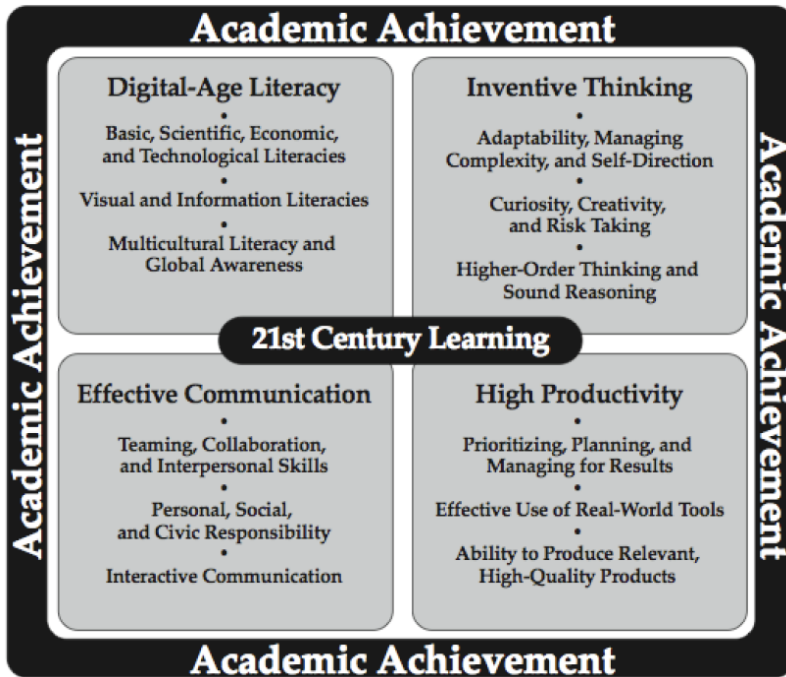 Academic Achievement
Academic Achievement
Digital-Age Literacy
•
Basic, Scientific, Economic,
and Technological Literacies
•
Visual and Information Literacies
•
Multicultural Literacy and
Global Awareness
Inventive Thinking
•
Adaptability, Managing
Complexity, and Self-Direction
•
Curiosity, Creativity,
and Risk Taking
•
Higher-Order Thinking and
Sound Reasoning
Academic Achievement
21st Century Learning
Effective Communication
•
Teaming, Collaboration,
and Interpersonal Skills
•
Personal, Social,
and Civic Responsibility
•
Interactive Communication
High Productivity
•
Prioritizing, Planning, and
Managing for Results
•
Effective Use of Real-World Tools
•
Ability to Produce Relevant,
High-Quality Products
Academic Achievement